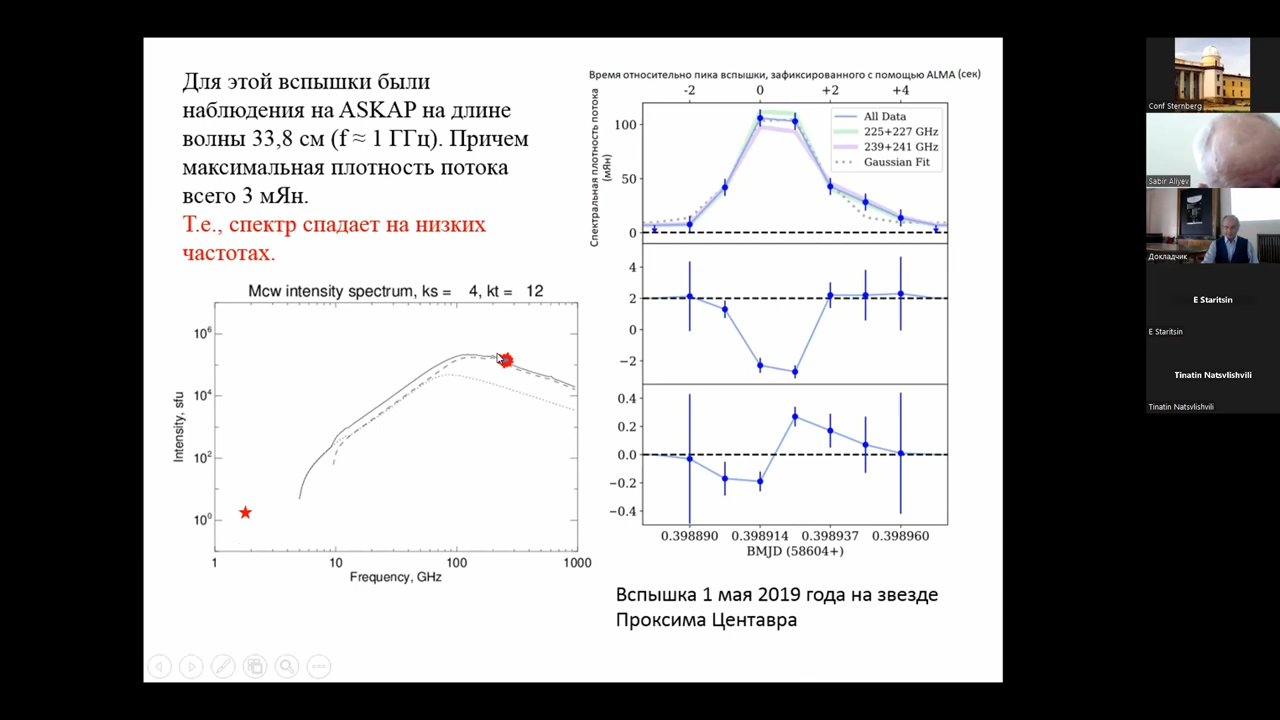 Для этой вспышки были
наблюдения на ASKAP на длине
волны 33,8 см (f ≈ 1 ГГц). Причем
максимальная плотность потока
всего 3 мЯн.
Т.е., спектр спадает на низких
частотах.
Mcw intensity spectrum, ks = 4, kt = 12
Intensity, sfu
10⁶
10⁴
10²
10⁰
1 10 100 1000
Frequency, GHz
Время относительно пика вспышки, зафиксированного с помощью ALMA (сек)
-2 0 +2 +4
Спектральная плотность потока
(мЯн)
100
50
0
All Data
225+227 GHz
239+241 GHz
Gaussian Fit
4
2
0
−2
0.4
0.2
0.0
−0.2
−0.4
0.398890 0.398914 0.398937 0.398960
BMJD (58604+)
Вспышка 1 мая 2019 года на звезде
Проксима Центавра
Conf Sternberg
Sabir Aliyev
Докладчик
E Staritsin
E Staritsin
Tinatin Natsvlishvili
Tinatin Natsvlishvili